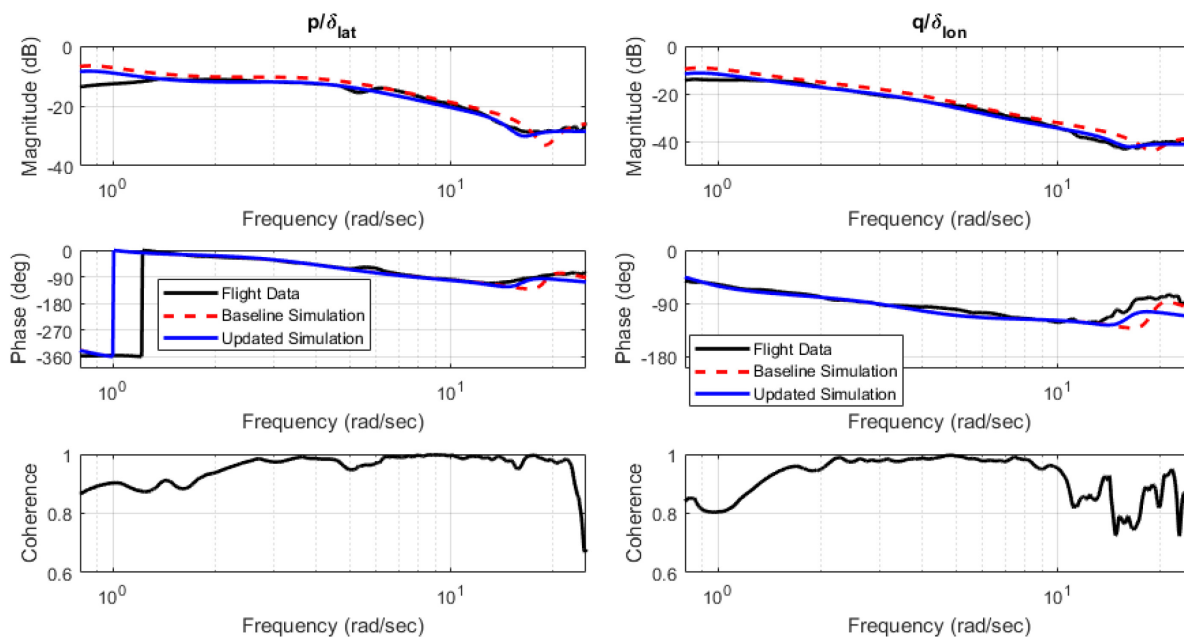 p/δlat
Magnitude (dB)
0
-20
-40
10^0
10^1
Frequency (rad/sec)
q/δlon
Magnitude (dB)
0
-20
-40
10^0
10^1
Frequency (rad/sec)
Phase (deg)
0
-90
-180
-270
-360
Flight Data
Baseline Simulation
Updated Simulation
10^0
10^1
Frequency (rad/sec)
Phase (deg)
0
-90
-180
Flight Data
Baseline Simulation
Updated Simulation
10^0
10^1
Frequency (rad/sec)
Coherence
1
0.8
0.6
10^0
10^1
Frequency (rad/sec)
Coherence
1
0.8
0.6
10^0
10^1
Frequency (rad/sec)